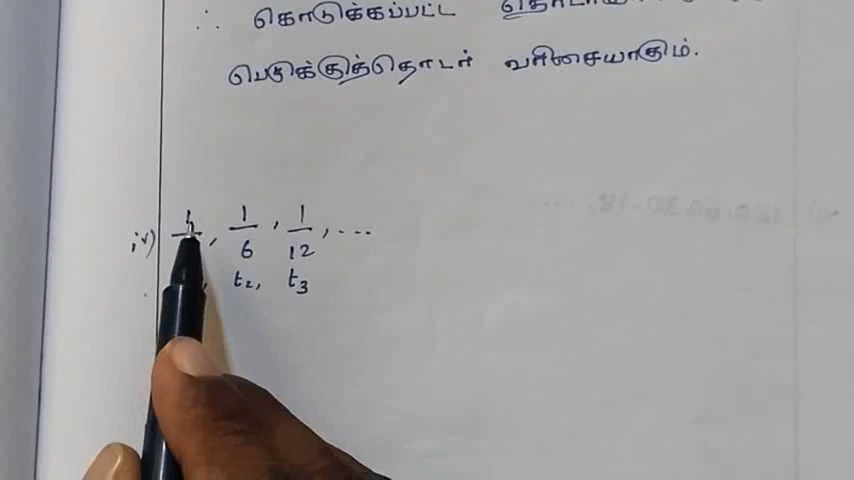 ∴ கொடுக்கப்பட்ட
பெருக்குத்தொடர் வரிசையாகும்.
iv) , 1/6, 1/12, ...
t₂, t₃